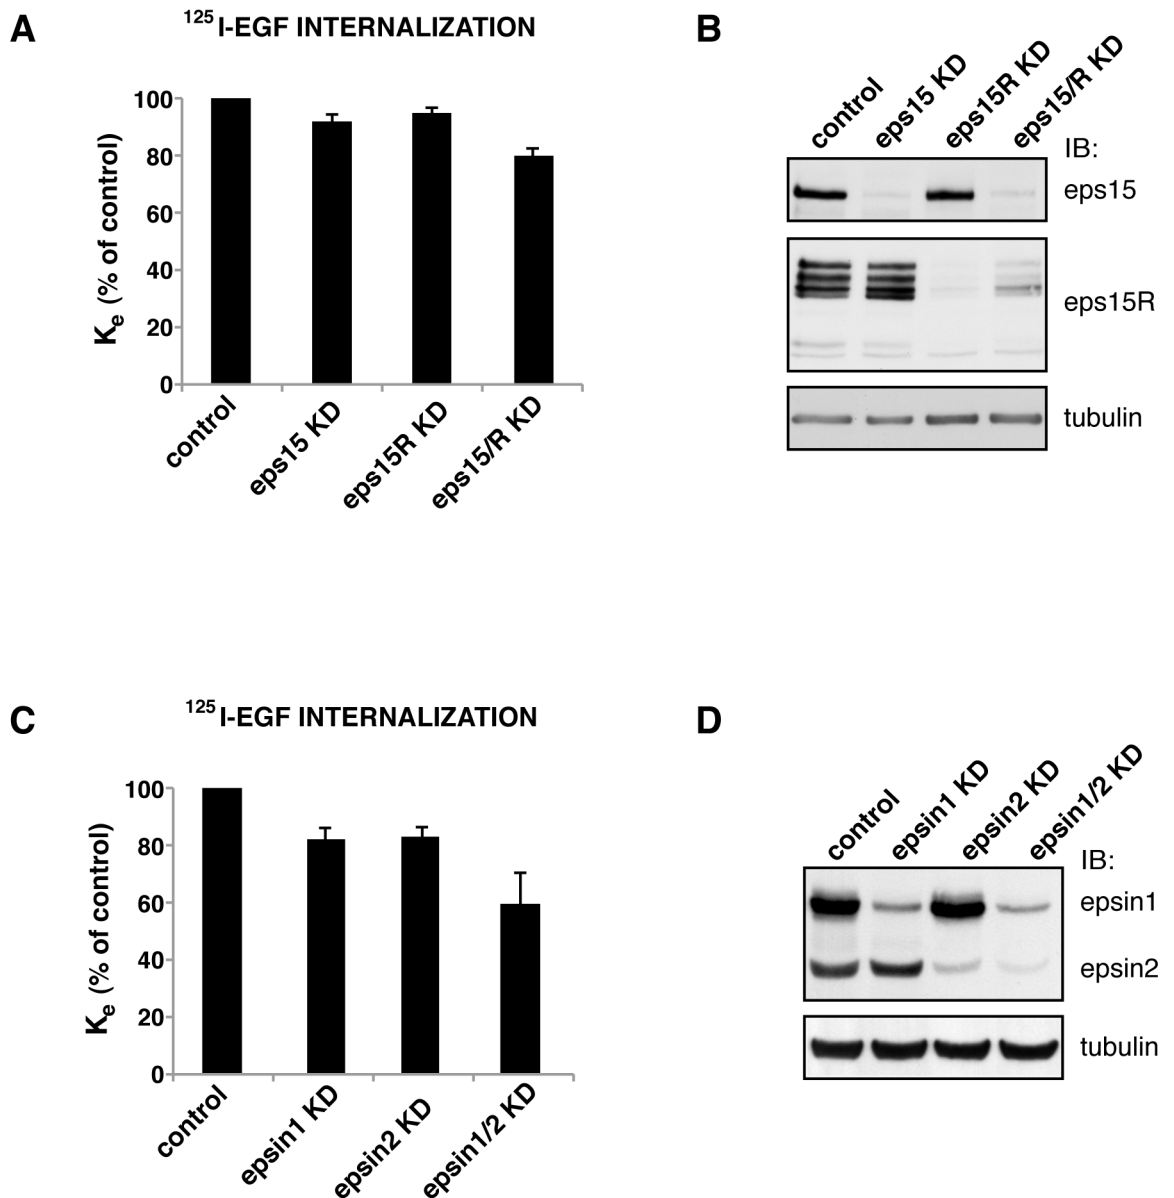 A
¹²⁵I-EGF INTERNALIZATION
Kₑ (% of control)
100
80
60
40
20
0
control
eps15 KD
eps15R KD
eps15/R KD
B
control
eps15 KD
eps15R KD
eps15/R KD
IB:
eps15
eps15R
tubulin
C
¹²⁵I-EGF INTERNALIZATION
Kₑ (% of control)
100
80
60
40
20
0
control
epsin1 KD
epsin2 KD
epsin1/2 KD
D
control
epsin1 KD
epsin2 KD
epsin1/2 KD
IB:
epsin1
epsin2
tubulin